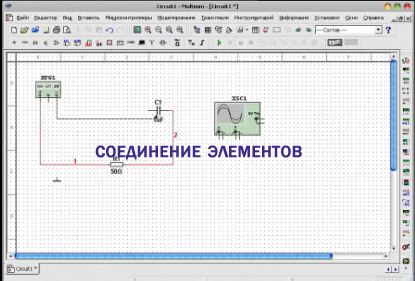 Circuit1 - Multisim - [Circuit1 *]
Файл Редактор Вид Вставить Микроконтроллеры Моделирование Трансляция Инструментарий Информация Установки Окно Справка
XFG1
C1
1uF
XSC1
2
СОЕДИНЕНИЕ ЭЛЕМЕНТОВ
1
R1
50Ω
Circuit1 *